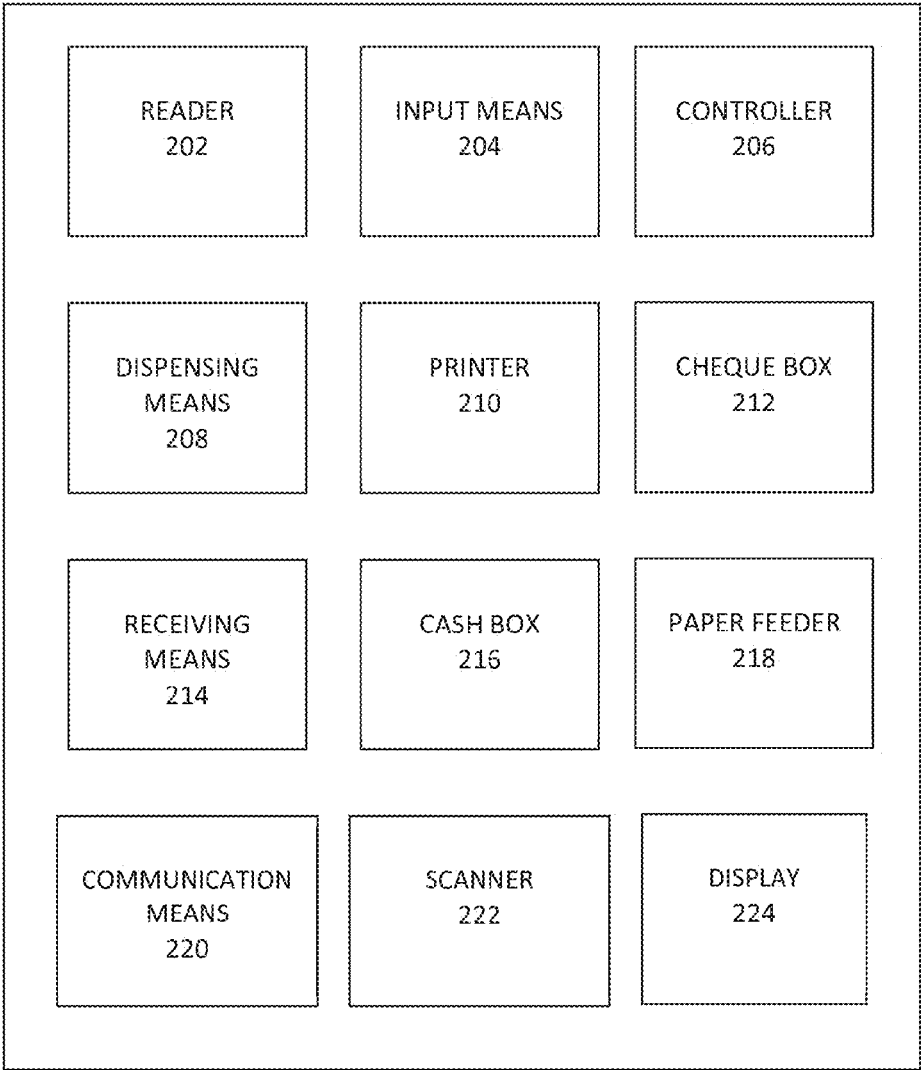 READER
202
INPUT MEANS
204
CONTROLLER
206
DISPENSING
MEANS
208
PRINTER
210
CHEQUE BOX
212
RECEIVING
MEANS
214
CASH BOX
216
PAPER FEEDER
218
COMMUNICATION
MEANS
220
SCANNER
222
DISPLAY
224